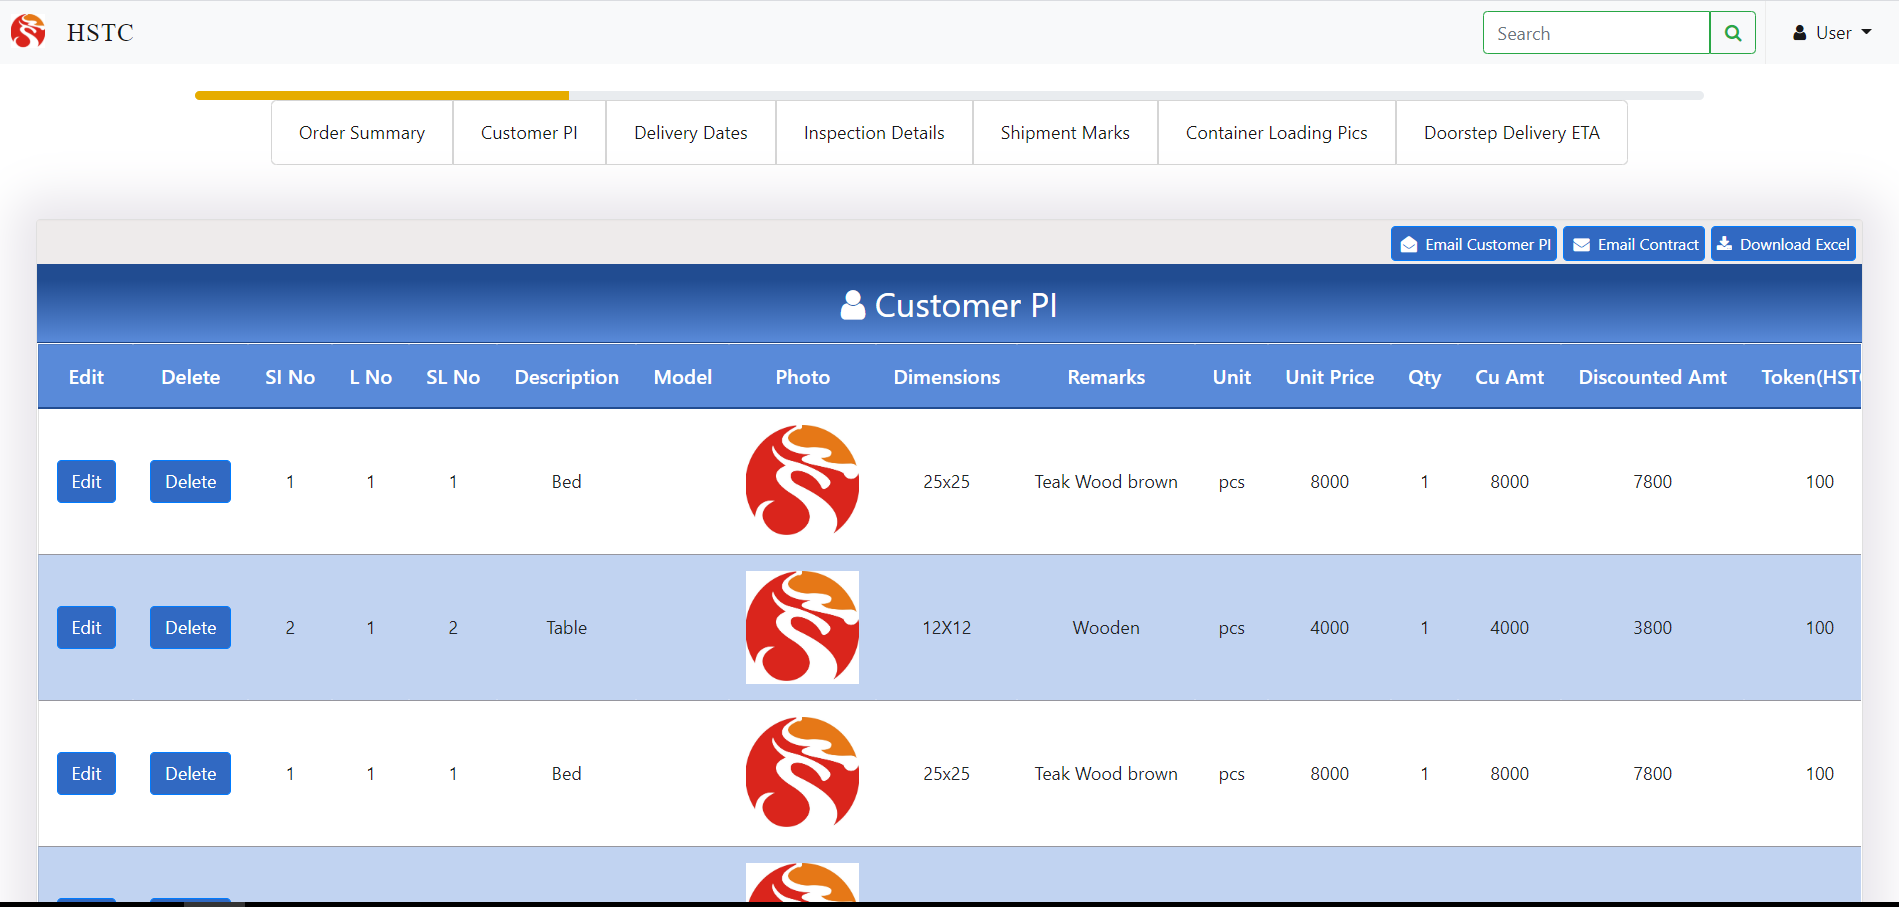 HSTC
Search
User
Order Summary Customer PI Delivery Dates Inspection Details Shipment Marks Container Loading Pics Doorstep Delivery ETA
Email Customer PI Email Contract Download Excel
Customer PI
Edit Delete SI No L No SL No Description Model Photo Dimensions Remarks Unit Unit Price Qty Cu Amt Discounted Amt Token(HST
Edit Delete 1 1 1 Bed 25x25 Teak Wood brown pcs 8000 1 8000 7800 100
Edit Delete 2 1 2 Table 12X12 Wooden pcs 4000 1 4000 3800 100
Edit Delete 1 1 1 Bed 25x25 Teak Wood brown pcs 8000 1 8000 7800 100